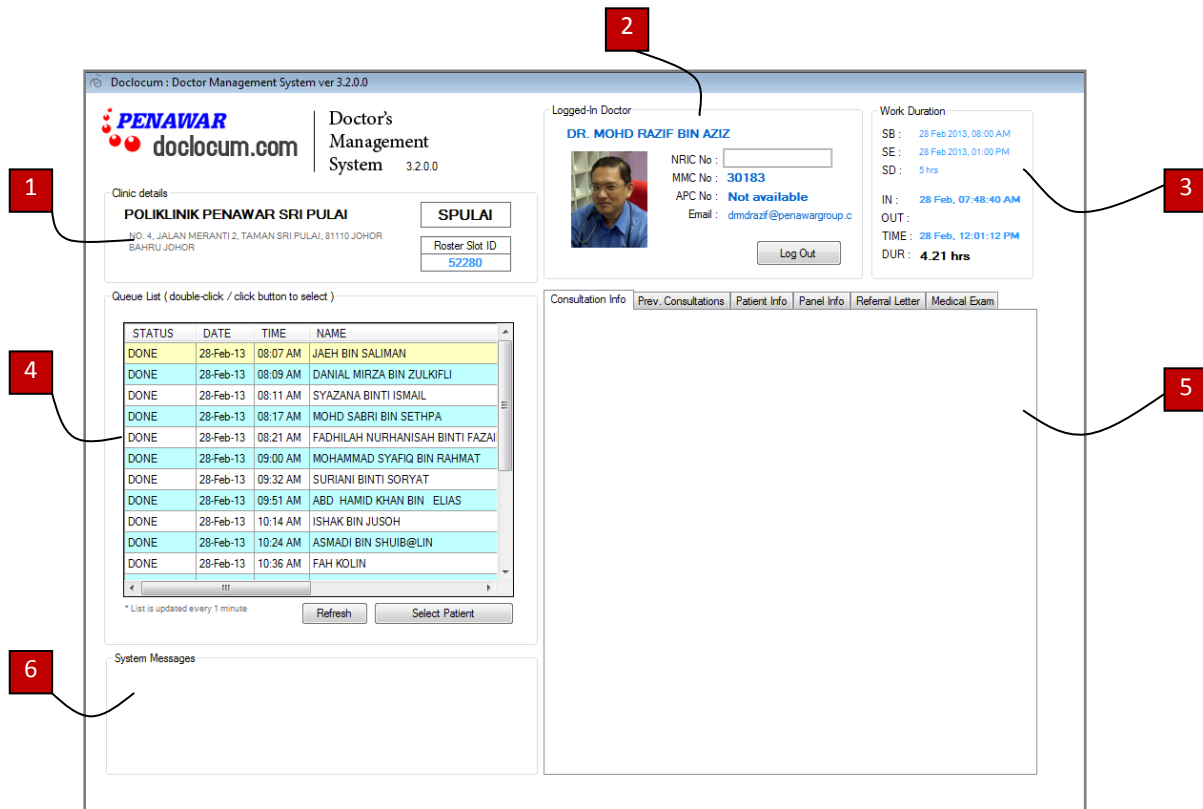 2
Doclocum : Doctor Management System ver 3.2.0.0
PENAWAR
doclocum.com
Doctor's
Management
System 3.2.0.0
1
Clinic details
POLIKLINIK PENAWAR SRI PULAI
NO. 4, JALAN MERANTI 2, TAMAN SRI PULAI, 81110 JOHOR
BAHRU JOHOR
SPULAI
Roster Slot ID
52280
Logged-In Doctor
DR. MOHD RAZIF BIN AZIZ
NRIC No :
MMC No : 30183
APC No : Not available
Email : drmdrazif@penawargroup.c
Log Out
Work Duration
SB : 28 Feb 2013, 08:00 AM
SE : 28 Feb 2013, 01:00 PM
SD : 5 hrs
IN : 28 Feb, 07:48:40 AM
OUT :
TIME : 28 Feb, 12:01:12 PM
DUR : 4.21 hrs
3
Queue List ( double-click / click button to select )
STATUS DATE TIME NAME
DONE 28-Feb-13 08:07 AM JAEH BIN SALIMAN
DONE 28-Feb-13 08:09 AM DANIAL MIRZA BIN ZULKIFLI
DONE 28-Feb-13 08:11 AM SYAZANA BINTI ISMAIL
DONE 28-Feb-13 08:17 AM MOHD SABRI BIN SETHPA
DONE 28-Feb-13 08:21 AM FADHILAH NURHANISAH BINTI FAZAI
DONE 28-Feb-13 09:00 AM MOHAMMAD SYAFIQ BIN RAHMAT
DONE 28-Feb-13 09:32 AM SURIANI BINTI SORYAT
DONE 28-Feb-13 09:51 AM ABD HAMID KHAN BIN ELIAS
DONE 28-Feb-13 10:14 AM ISHAK BIN JUSOH
DONE 28-Feb-13 10:24 AM ASMADI BIN SHUIB@LIN
DONE 28-Feb-13 10:36 AM FAH KOLIN
4
* List is updated every 1 minute
Refresh
Select Patient
Consultation Info Prev. Consultations Patient Info Panel Info Referral Letter Medical Exam
5
System Messages
6